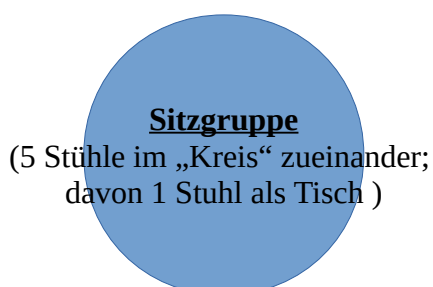 Sitzgruppe
(5 Stühle im „Kreis“ zueinander;
davon 1 Stuhl als Tisch )